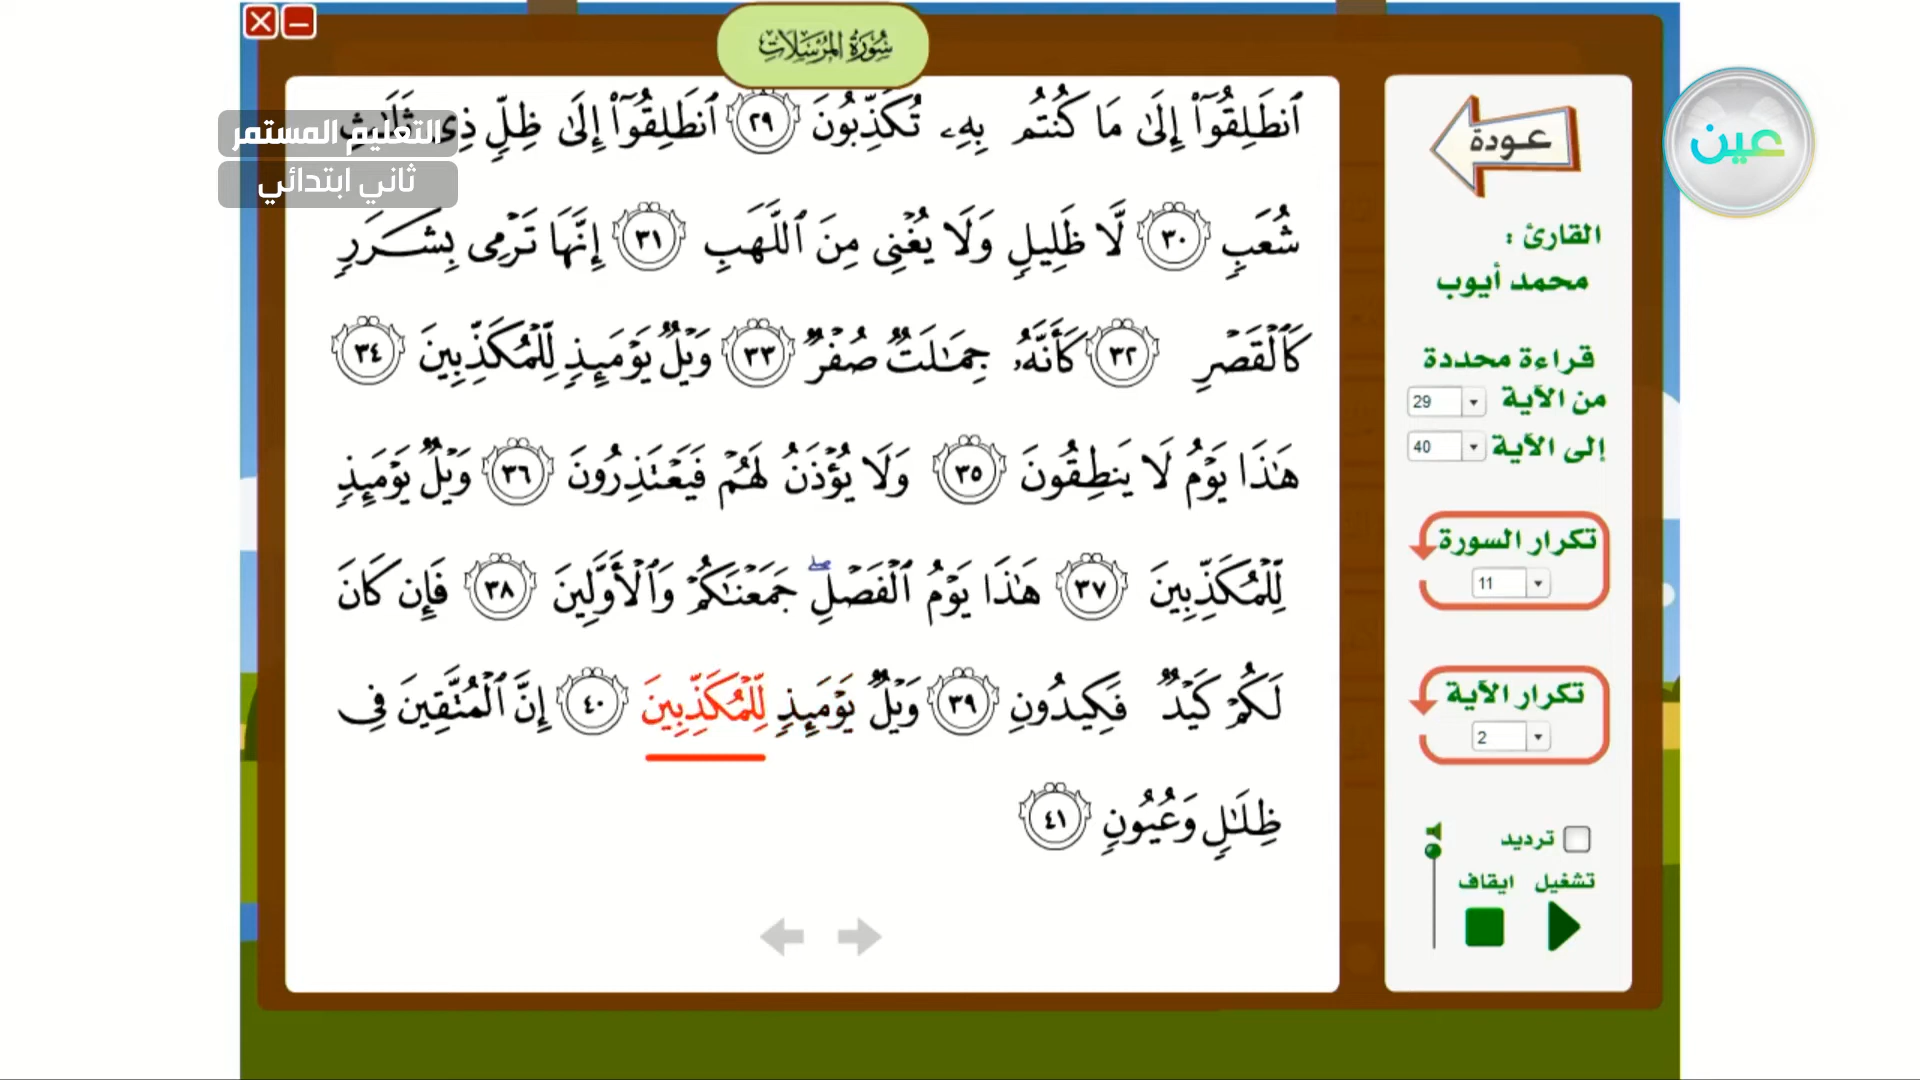 سُورَةُ المُرْسَلَاتِ
التعليم المستمر
ثاني ابتدائي
عين
ٱنطَلِقُوٓا۟ إِلَىٰ مَا كُنتُم بِهِۦ تُكَذِّبُونَ ٢٩ ٱنطَلِقُوٓا۟ إِلَىٰ ظِلٍّ ذِى ثَلَٰثِ
شُعَبٍ ٣٠ لَّا ظَلِيلٍ وَلَا يُغْنِى مِنَ ٱللَّهَبِ ٣١ إِنَّهَا تَرْمِى بِشَرَرٍ
كَٱلْقَصْرِ ٣٢ كَأَنَّهُۥ جِمَٰلَتٌ صُفْرٌ ٣٣ وَيْلٌ يَوْمَئِذٍ لِّلْمُكَذِّبِينَ ٣٤
هَٰذَا يَوْمُ لَا يَنطِقُونَ ٣٥ وَلَا يُؤْذَنُ لَهُمْ فَيَعْتَذِرُونَ ٣٦ وَيْلٌ يَوْمَئِذٍ
لِّلْمُكَذِّبِينَ ٣٧ هَٰذَا يَوْمُ ٱلْفَصْلِ ۖ جَمَعْنَٰكُمْ وَٱلْأَوَّلِينَ ٣٨ فَإِن كَانَ
لَكُمْ كَيْدٌ فَكِيدُونِ ٣٩ وَيْلٌ يَوْمَئِذٍ لِّلْمُكَذِّبِينَ ٤٠ إِنَّ ٱلْمُتَّقِينَ فِى
ظِلَٰلٍ وَعُيُونٍ ٤١
عودة
القارئ :
محمد أيوب
قراءة محددة
من الآية 29
إلى الآية 40
تكرار السورة
11
تكرار الآية
2
ترديد
تشغيل ايقاف